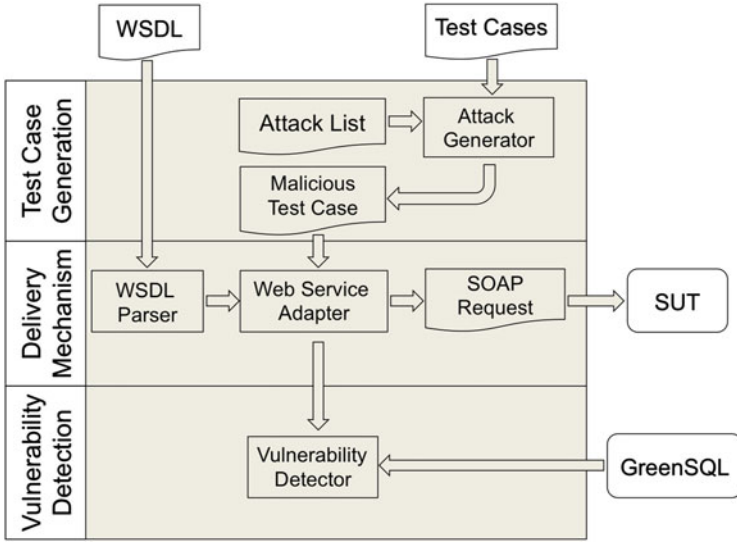 WSDL
Test Cases
Test Case
Generation
Attack List
Attack
Generator
Malicious
Test Case
Delivery
Mechanism
WSDL
Parser
Web Service
Adapter
SOAP
Request
SUT
Vulnerability
Detection
Vulnerability
Detector
GreenSQL